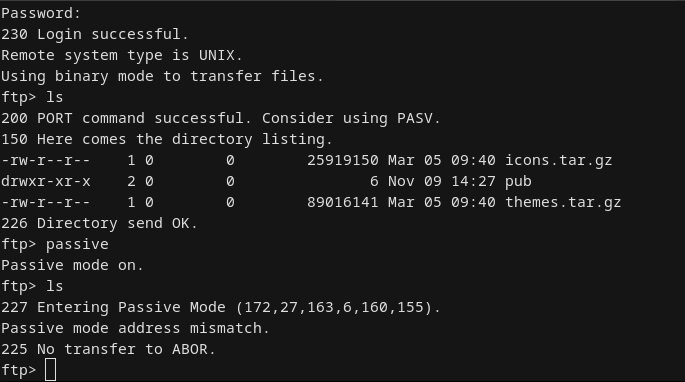 Password:
230 Login successful.
Remote system type is UNIX.
Using binary mode to transfer files.
ftp> ls
200 PORT command successful. Consider using PASV.
150 Here comes the directory listing.
-rw-r--r--    1 0        0        25919150 Mar 05 09:40 icons.tar.gz
drwxr-xr-x    2 0        0               6 Nov 09 14:27 pub
-rw-r--r--    1 0        0        89016141 Mar 05 09:40 themes.tar.gz
226 Directory send OK.
ftp> passive
Passive mode on.
ftp> ls
227 Entering Passive Mode (172,27,163,6,160,155).
Passive mode address mismatch.
225 No transfer to ABOR.
ftp>